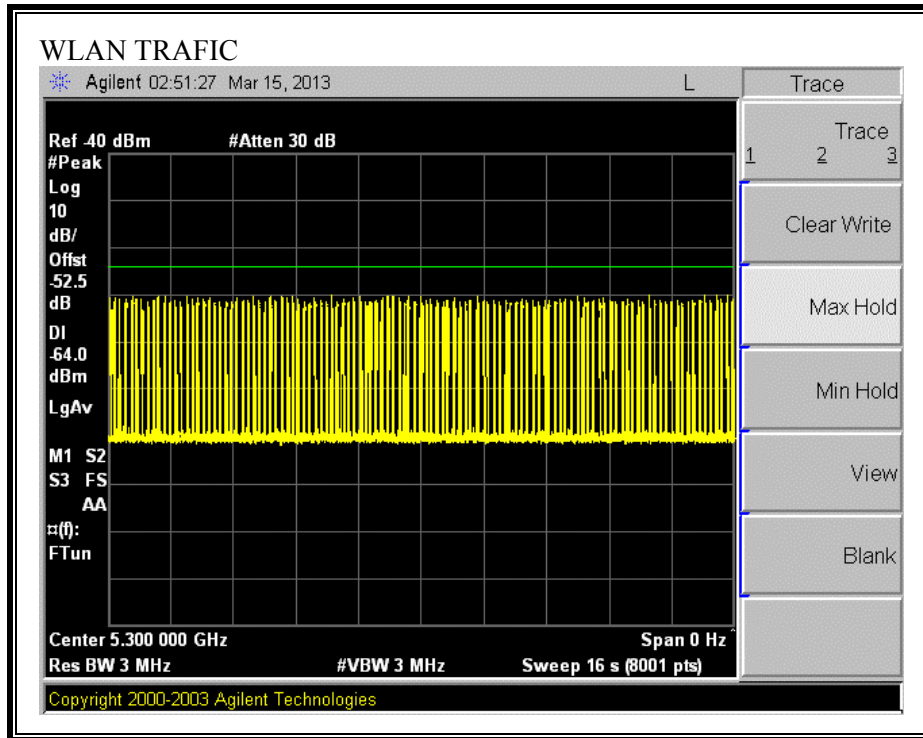 WLAN TRAFIC
Agilent 02:51:27 Mar 15, 2013 L
Trace
Ref -40 dBm #Atten 30 dB
#Peak
Log
10
dB/
Offst
-52.5
dB
DI
-64.0
dBm
LgAv
M1 S2
S3 FS
AA
¤(f):
FTun
Center 5.300 000 GHz Span 0 Hz^
Res BW 3 MHz #VBW 3 MHz Sweep 16 s (8001 pts)
Copyright 2000-2003 Agilent Technologies
Trace
1 2 3
Clear Write
Max Hold
Min Hold
View
Blank